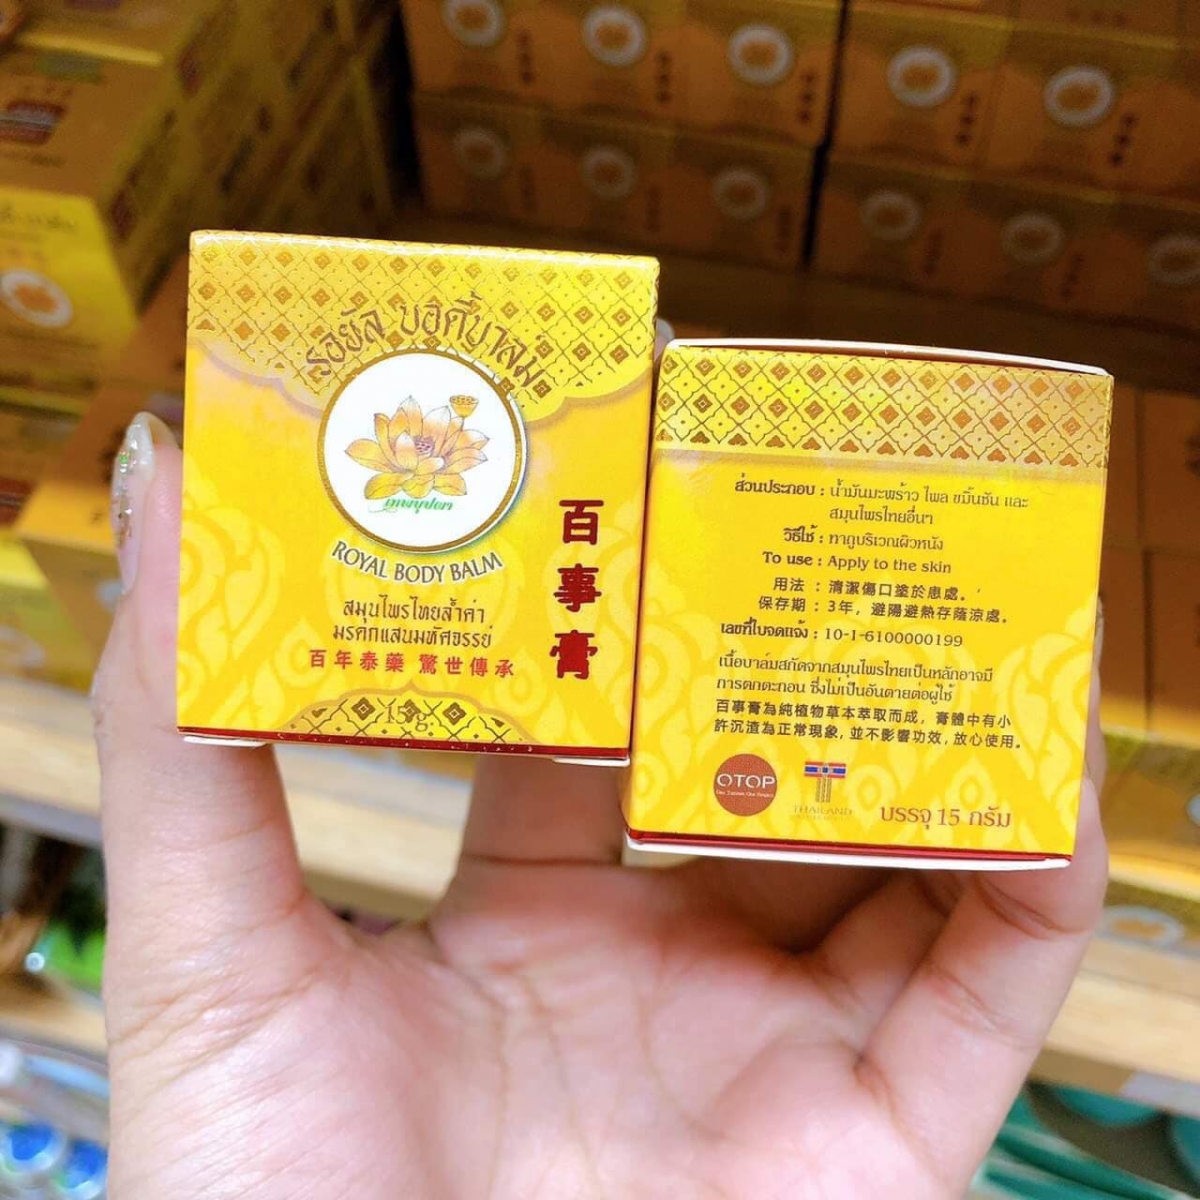 รอยัล บอดี้บาล์ม
เทพบุปผา
ROYAL BODY BALM
สมุนไพรไทยล้ำค่า
มรดกแสนมหัศจรรย์
百年泰藥 驚世傳承
百事膏
15 g.
ส่วนประกอบ : น้ำมันมะพร้าว ไพล ขมิ้นชัน และ
สมุนไพรไทยอื่นๆ
วิธีใช้ : ทาถูบริเวณผิวหนัง
To use : Apply to the skin
用法 : 清潔傷口塗於患處。
保存期 : 3年, 避陽避熱存蔭涼處。
เลขที่ใบจดแจ้ง : 10-1-6100000199
เนื้อบาล์มสกัดจากสมุนไพรไทยเป็นหลักอาจมี
การตกตะกอน ซึ่งไม่เป็นอันตายต่อผู้ใช้
百事膏為純植物草本萃取而成, 膏體中有小
許沉渣為正常現象, 並不影響功效, 放心使用。
OTOP
THAILAND
บรรจุ 15 กรัม